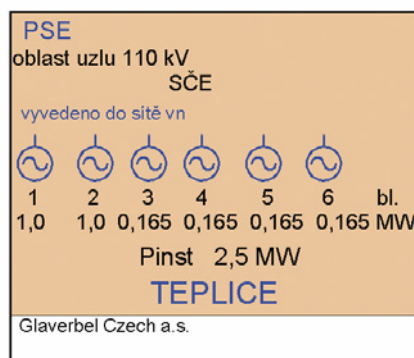 PSE
oblast uzlu 110 kV
SČE
vyvedeno do sítě vn
1 2 3 4 5 6 bl.
1,0 1,0 0,165 0,165 0,165 0,165 MW
Pinst 2,5 MW
TEPLICE
Glaverbel Czech a.s.